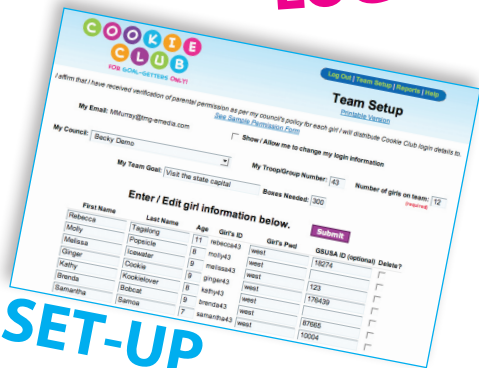 COOKIE
CLUB
FOR GOAL-GETTERS ONLY!
Log Out | Team Setup | Reports | Help
Team Setup
Printable Version
I affirm that I have received verification of parental permission as per my council's policy for each girl I will distribute Cookie Club login details to.
See Sample Permission Form
My Email: MMurray@tmg-emedia.com
Show / Allow me to change my login information
My Council: Becky Demo
My Troop/Group Number: 43 Number of girls on team: 12
(required)
My Team Goal: Visit the state capital Boxes Needed: 300
Enter / Edit girl information below. Submit
First Name Last Name Age Girl's ID Girl's Pwd GSUSA ID (optional) Delete?
Rebecca Tagalong 11 rebecca43 west 18274
Molly Popsicle 8 molly43 west
Melissa Icewater 9 melissa43 west 123
Ginger Cookie 9 ginger43 west 176439
Kathy Kookielover 8 kathy43 west
Brenda Bobcat 9 brenda43 west 87665
Samantha Samoa 7 samantha43 west 10004
SET-UP